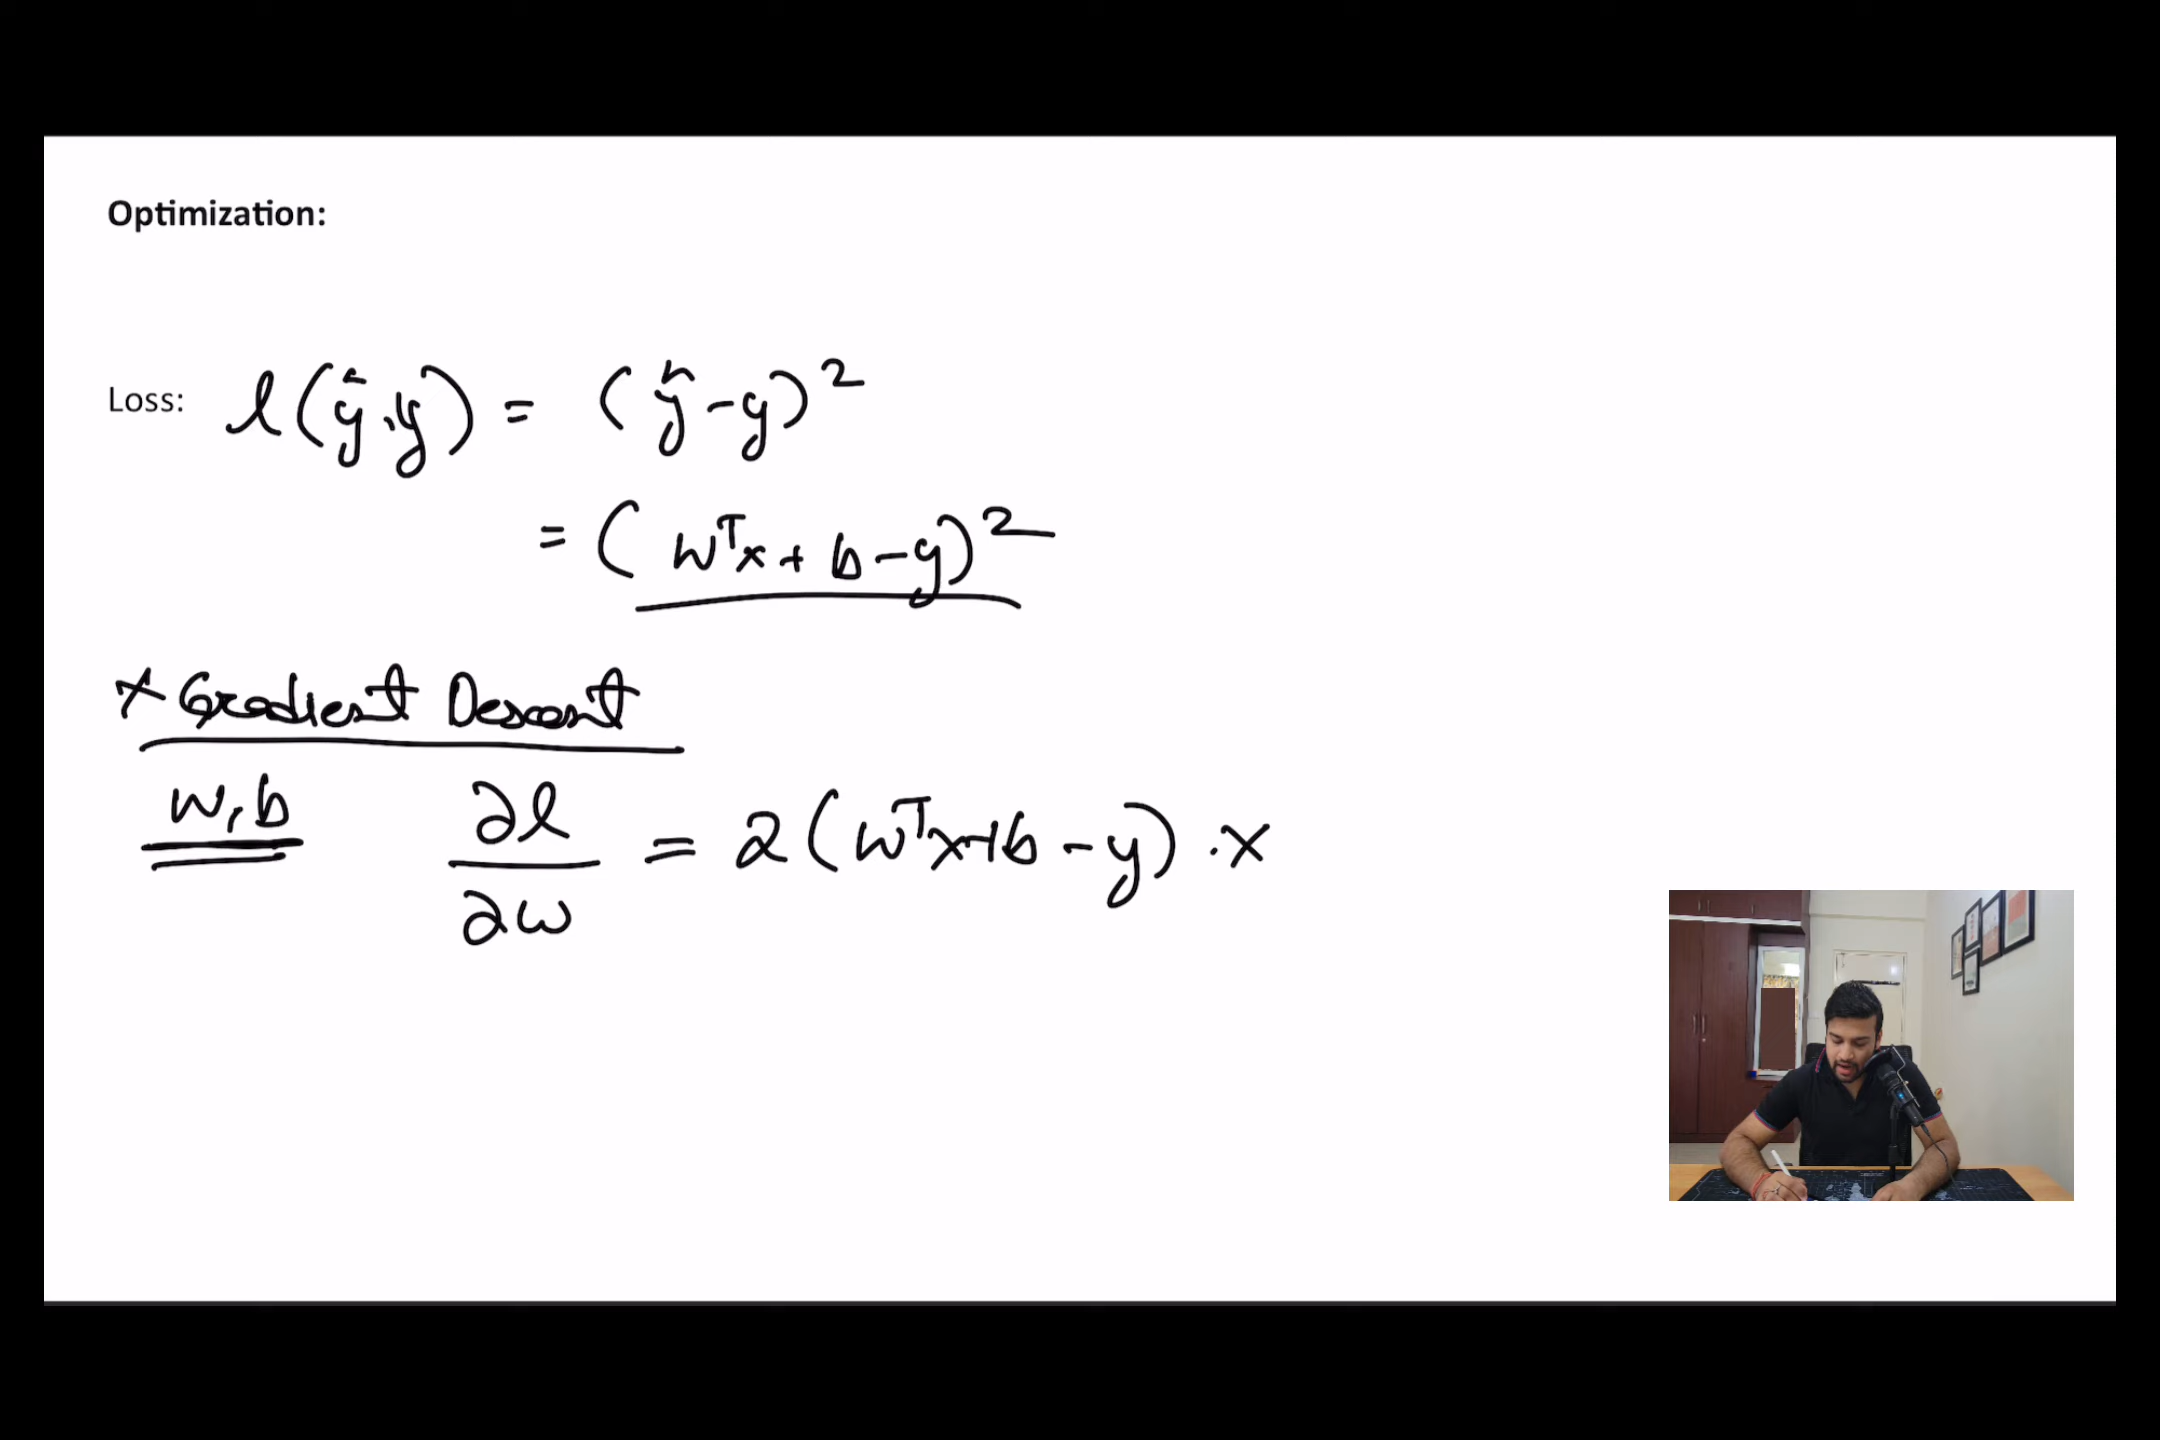 Optimization:
Loss: l(ŷ,y) = (ŷ-y)²
= (wᵀx + b - y)²
* Gradient Descent
w, b ∂l/∂w = 2(wᵀx+b - y) · x